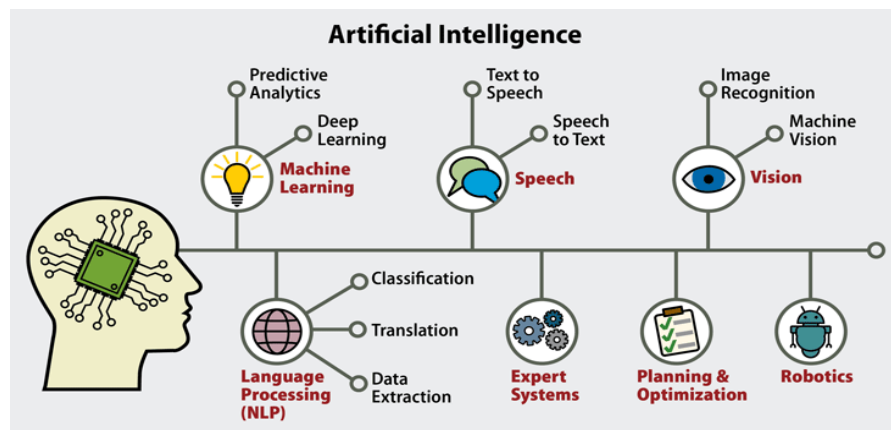 Artificial Intelligence
Predictive
Analytics
Deep
Learning
Machine
Learning
Text to
Speech
Speech
to Text
Speech
Image
Recognition
Machine
Vision
Vision
Classification
Translation
Data
Extraction
Language
Processing
(NLP)
Expert
Systems
Planning &
Optimization
Robotics